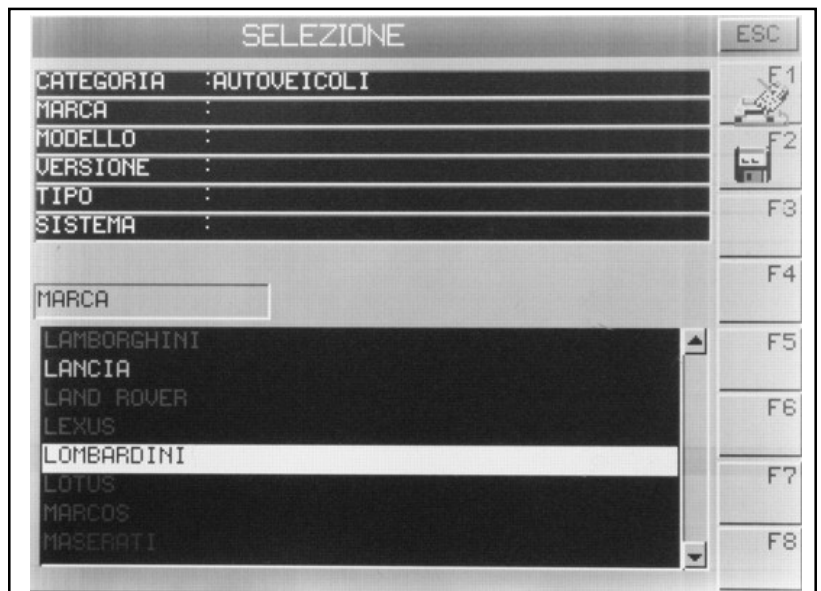 SELEZIONE
ESC
CATEGORIA :AUTOVEICOLI
MARCA :
MODELLO :
VERSIONE :
TIPO :
SISTEMA :
F1
F2
F3
F4
F5
F6
F7
F8
MARCA
LAMBORGHINI
LANCIA
LAND ROVER
LEXUS
LOMBARDINI
LOTUS
MARCOS
MASERATI